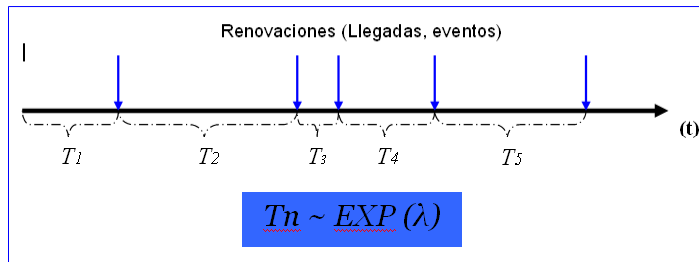 Renovaciones (Llegadas, eventos)
(t)
T1 T2 T3 T4 T5
Tn ~ EXP (λ)